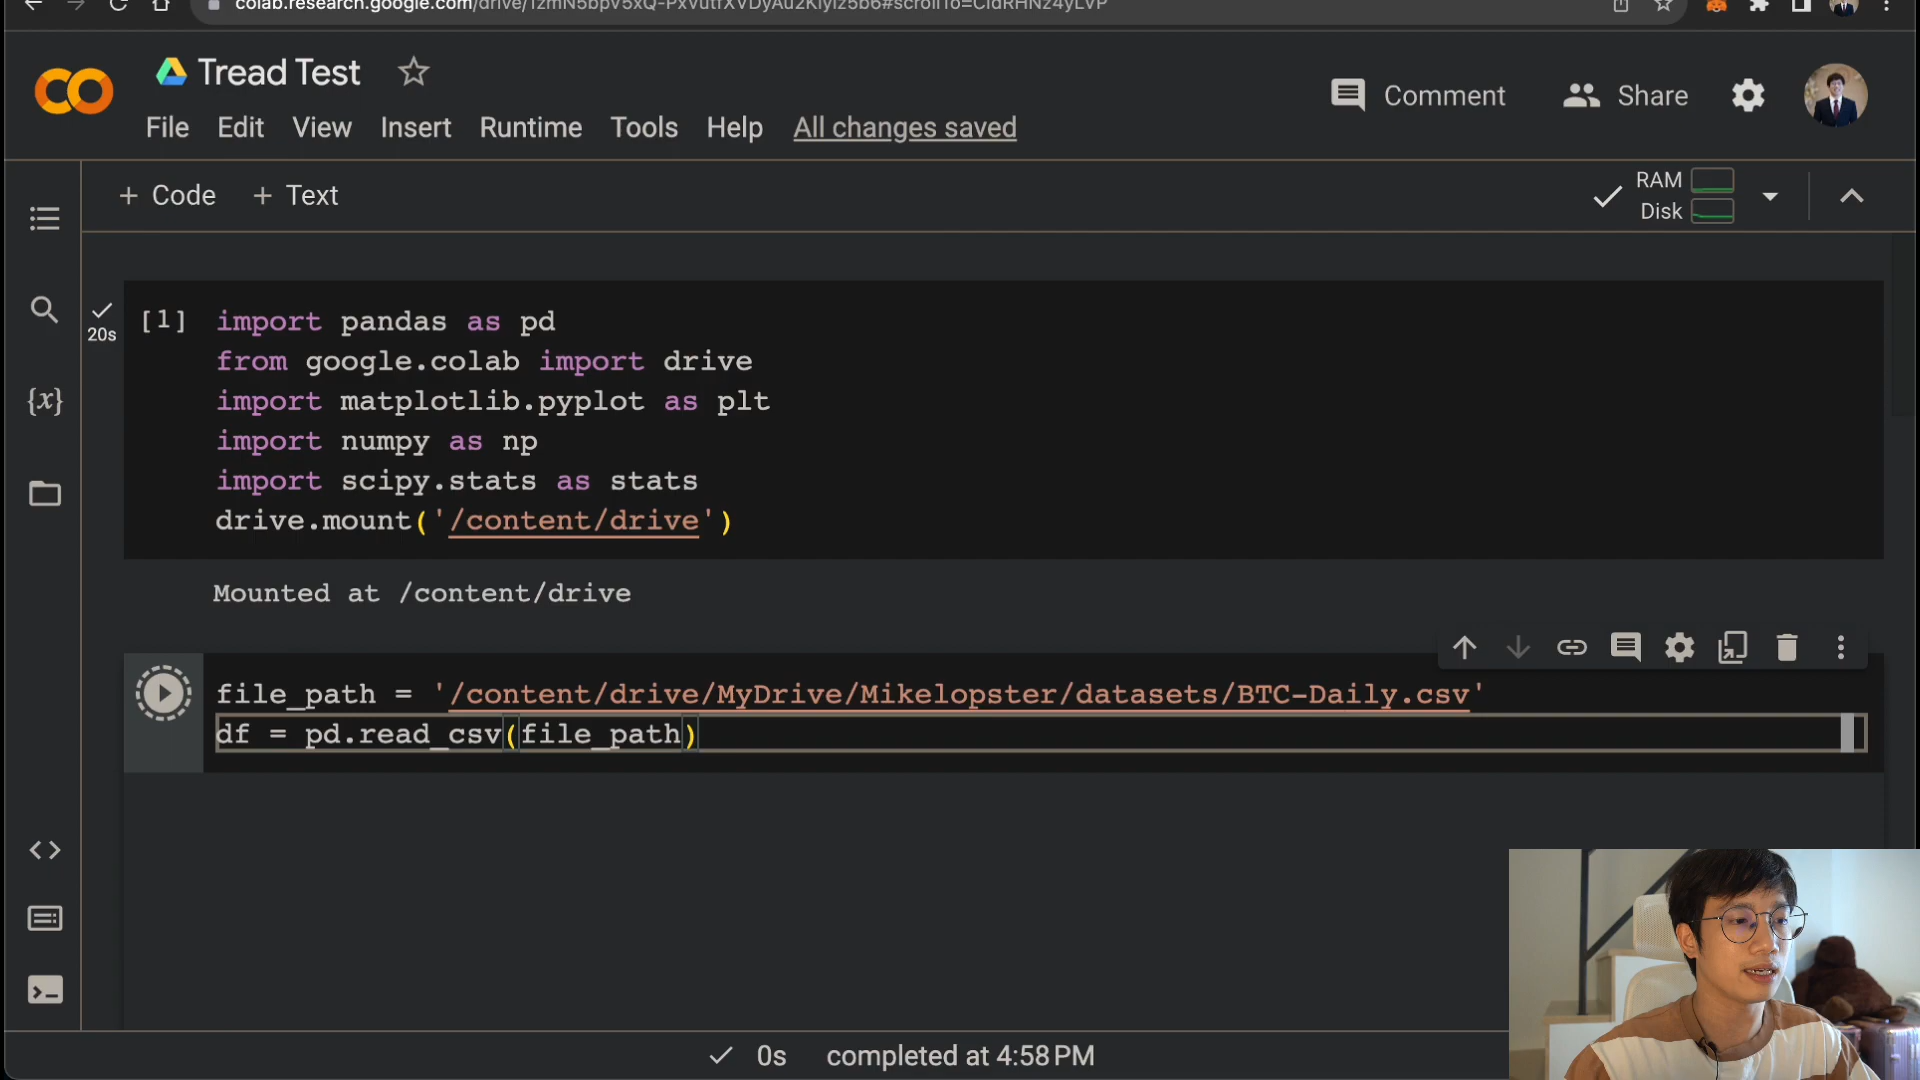 Tread Test
File Edit View Insert Runtime Tools Help All changes saved
Comment Share
+ Code + Text
RAM
Disk
20s
[1]
import pandas as pd
from google.colab import drive
import matplotlib.pyplot as plt
import numpy as np
import scipy.stats as stats
drive.mount('/content/drive')
Mounted at /content/drive
{x}
file_path = '/content/drive/MyDrive/Mikelopster/datasets/BTC-Daily.csv'
df = pd.read_csv(file_path)
0s completed at 4:58 PM